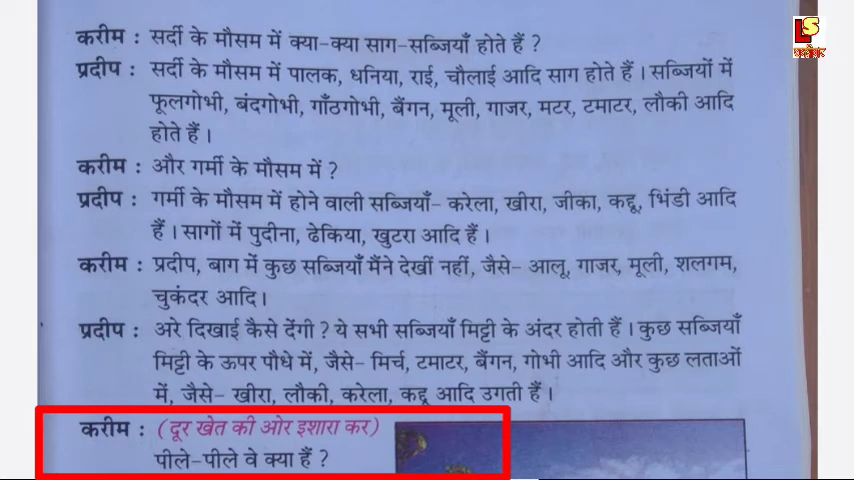 करीम : सर्दी के मौसम में क्या-क्या साग-सब्जियाँ होते हैं ?
प्रदीप : सर्दी के मौसम में पालक, धनिया, राई, चौलाई आदि साग होते हैं । सब्जियों में
फूलगोभी, बंदगोभी, गाँठगोभी, बैंगन, मूली, गाजर, मटर, टमाटर, लौकी आदि
होते हैं ।
करीम : और गर्मी के मौसम में ?
प्रदीप : गर्मी के मौसम में होने वाली सब्जियाँ- करेला, खीरा, जीका, कद्दू, भिंडी आदि
हैं । सागों में पुदीना, ढेकिया, खुटरा आदि हैं ।
करीम : प्रदीप, बाग में कुछ सब्जियाँ मैंने देखीं नहीं, जैसे- आलू, गाजर, मूली, शलगम,
चुकंदर आदि ।
प्रदीप : अरे दिखाई कैसे देंगी ? ये सभी सब्जियाँ मिट्टी के अंदर होती हैं । कुछ सब्जियाँ
मिट्टी के ऊपर पौधे में, जैसे- मिर्च, टमाटर, बैंगन, गोभी आदि और कुछ लताओं
में, जैसे- खीरा, लौकी, करेला, कद्दू आदि उगती हैं ।
करीम : (दूर खेत की ओर इशारा कर)
पीले-पीले वे क्या हैं ?
LS